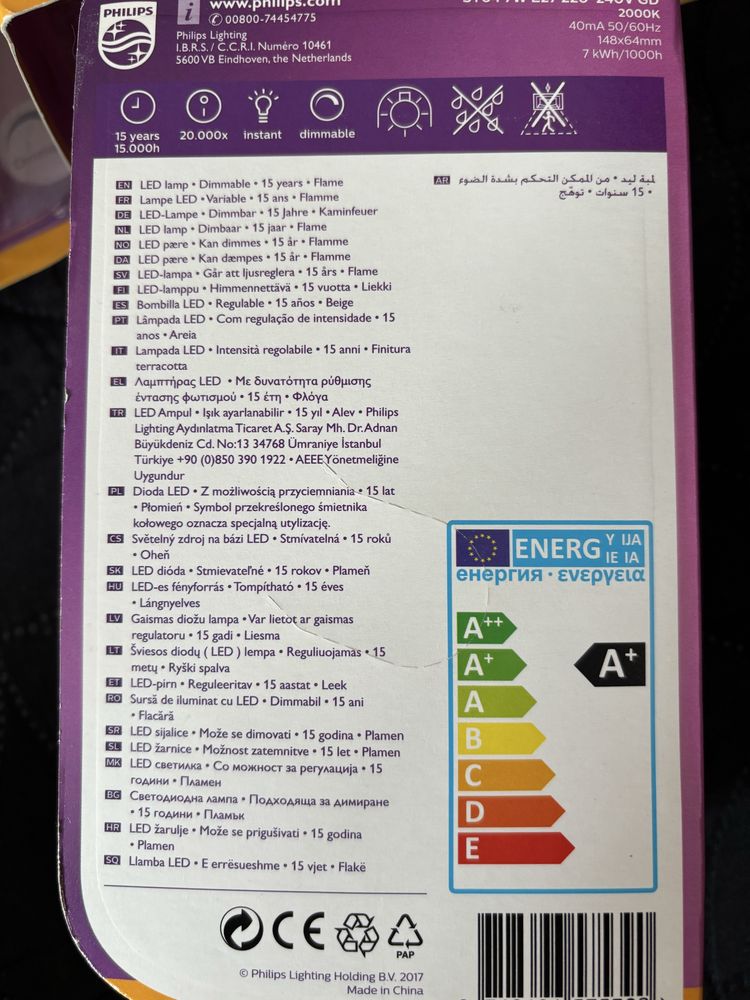 PHILIPS
www.philips.com
00800-74454775
Philips Lighting
I.B.R.S. / C.C.R.I. Numéro 10461
5600 VB Eindhoven, the Netherlands
E27 220-240V GD
2000K
40mA 50/60Hz
148x64mm
7 kWh/1000h
15 years
15.000h
20.000x
instant
dimmable
EN LED lamp • Dimmable • 15 years • Flame
FR Lampe LED • Variable • 15 ans • Flamme
DE LED-Lampe • Dimmbar • 15 Jahre • Kaminfeuer
NL LED lamp • Dimbaar • 15 jaar • Flame
NO LED pære • Kan dimmes • 15 år • Flamme
DA LED pære • Kan dæmpes • 15 år • Flamme
SV LED-lampa • Går att ljusreglera • 15 års • Flame
FI LED-lamppu • Himmennettävä • 15 vuotta • Liekki
ES Bombilla LED • Regulable • 15 años • Beige
PT Lâmpada LED • Com regulação de intensidade • 15
anos • Areia
IT Lampada LED • Intensità regolabile • 15 anni • Finitura
terracotta
EL Λαμπτήρας LED • Με δυνατότητα ρύθμισης
έντασης φωτισμού • 15 έτη • Φλόγα
TR LED Ampul • Işık ayarlanabilir • 15 yıl • Alev • Philips
Lighting Aydınlatma Ticaret A.Ş. Saray Mh. Dr.Adnan
Büyükdeniz Cd. No:13 34768 Ümraniye İstanbul
Türkiye +90 (0)850 390 1922 • AEEE Yönetmeliğine
Uygundur
PL Dioda LED • Z możliwością przyciemniania • 15 lat
• Płomień • Symbol przekreślonego śmietnika
kołowego oznacza specjalną utylizację.
CS Světelný zdroj na bázi LED • Stmívatelná • 15 roků
• Oheň
SK LED dióda • Stmievateľné • 15 rokov • Plameň
HU LED-es fényforrás • Tompítható • 15 éves
• Lángnyelves
LV Gaismas diožu lampa • Var lietot ar gaismas
regulatoru • 15 gadi • Liesma
LT Šviesos diodų ( LED ) lempa • Reguliuojamas • 15
metų • Ryški spalva
ET LED-pirn • Reguleeritav • 15 aastat • Leek
RO Sursă de iluminat cu LED • Dimmabil • 15 ani
• Flacără
SR LED sijalice • Može se dimovati • 15 godina • Plamen
SL LED žarnice • Možnost zatemnitve • 15 let • Plamen
MK LED светилка • Со можност за регулација • 15
години • Пламен
BG Светодиодна лампа • Подходяща за димиране
• 15 години • Пламък
HR LED žarulje • Može se prigušivati • 15 godina
• Plamen
SQ Llamba LED • E errësueshme • 15 vjet • Flakë
AR لمبة ليد • من الممكن التحكم بشدة الضوء
• 15 سنوات • توهّج
ENERG Y IJA
IE IA
енергия · ενεργεια
A++
A+
A+
A
B
C
D
E
CE
PAP
© Philips Lighting Holding B.V. 2017
Made in China